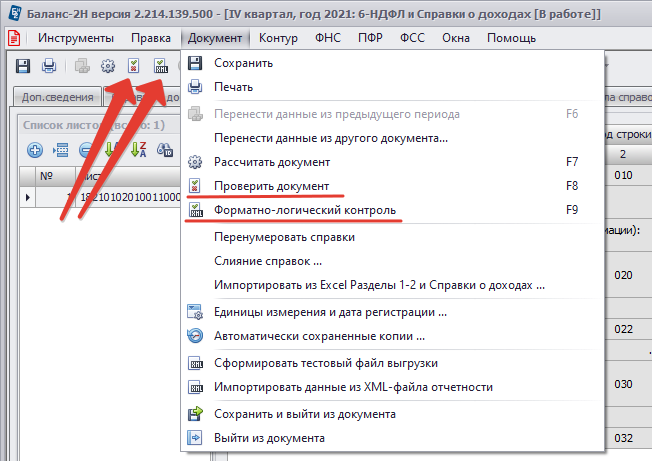 Баланс-2Н версия 2.214.139.500 - [IV квартал, год 2021: 6-НДФЛ и Справки о доходах [В работе]]
Инструменты Правка Документ Контур ФНС ПФР ФСС Окна Помощь
Доп.сведения
Список листов (всего: 1)
№ Лист
1 18210102010011000
Сохранить
Печать
Перенести данные из предыдущего периода F6
Перенести данные из другого документа...
Рассчитать документ F7
Проверить документ F8
Форматно-логический контроль F9
Перенумеровать справки
Слияние справок ...
Импортировать из Excel Разделы 1-2 и Справки о доходах ...
Единицы измерения и дата регистрации ...
Автоматически сохраненные копии ...
Сформировать тестовый файл выгрузки
Импортировать данные из XML-файла отчетности
Сохранить и выйти из документа
Выйти из документа
ла справо
од строки
2
010
мации):
020
022
030
032